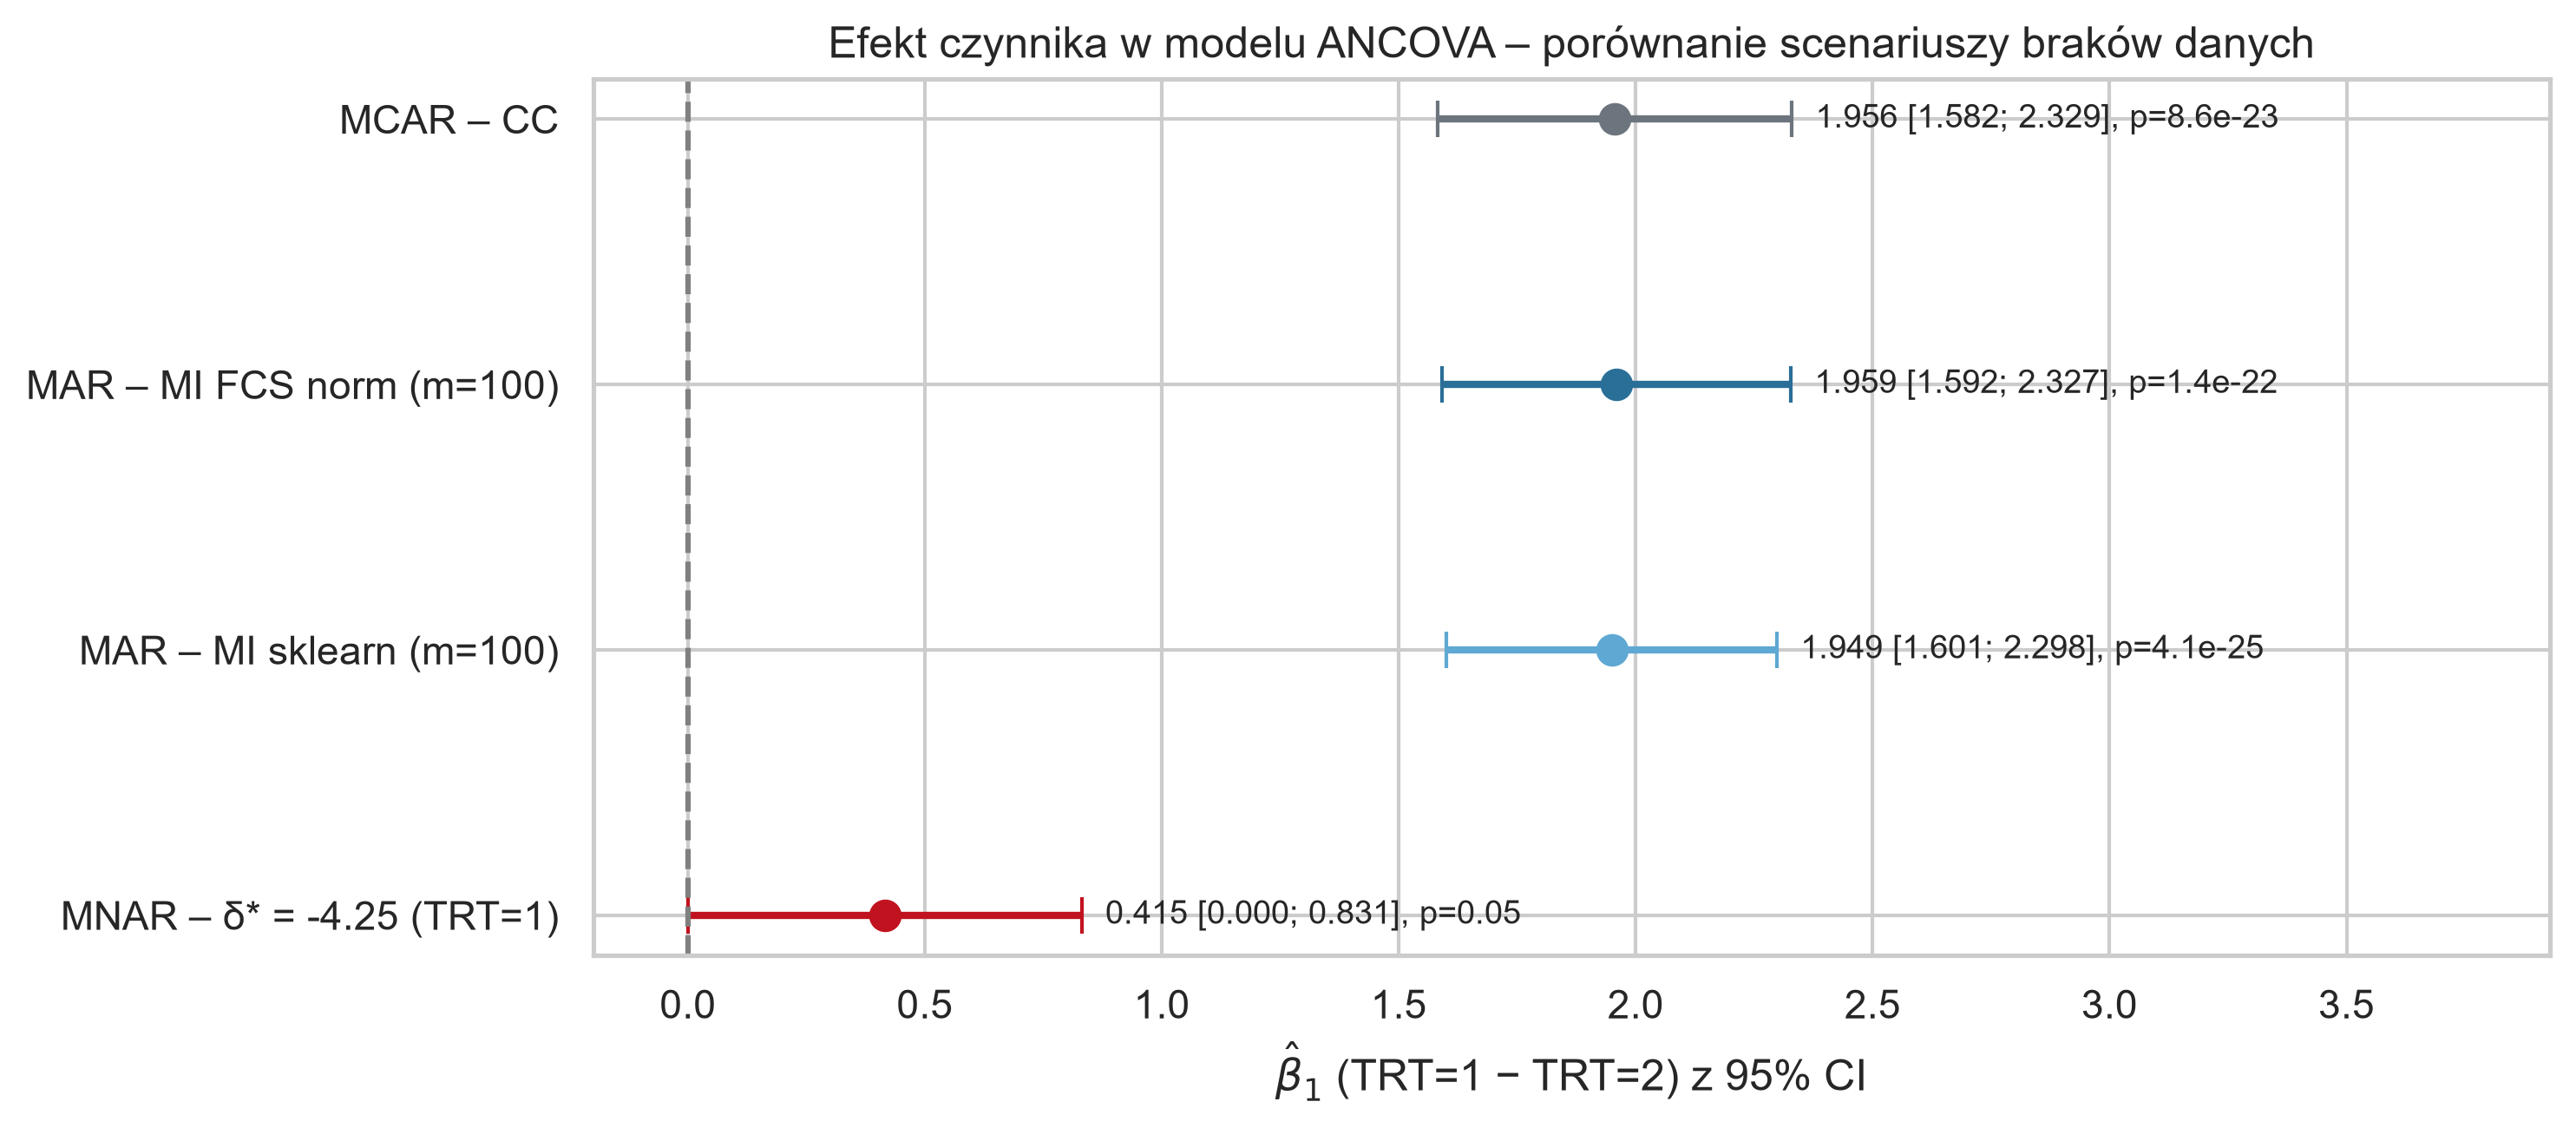 Efekt czynnika w modelu ANCOVA – porównanie scenariuszy braków danych
MCAR – CC
1.956 [1.582; 2.329], p=8.6e-23
MAR – MI FCS norm (m=100)
1.959 [1.592; 2.327], p=1.4e-22
MAR – MI sklearn (m=100)
1.949 [1.601; 2.298], p=4.1e-25
MNAR – δ* = -4.25 (TRT=1)
0.415 [0.000; 0.831], p=0.05
0.0 0.5 1.0 1.5 2.0 2.5 3.0 3.5
β̂₁ (TRT=1 − TRT=2) z 95% CI